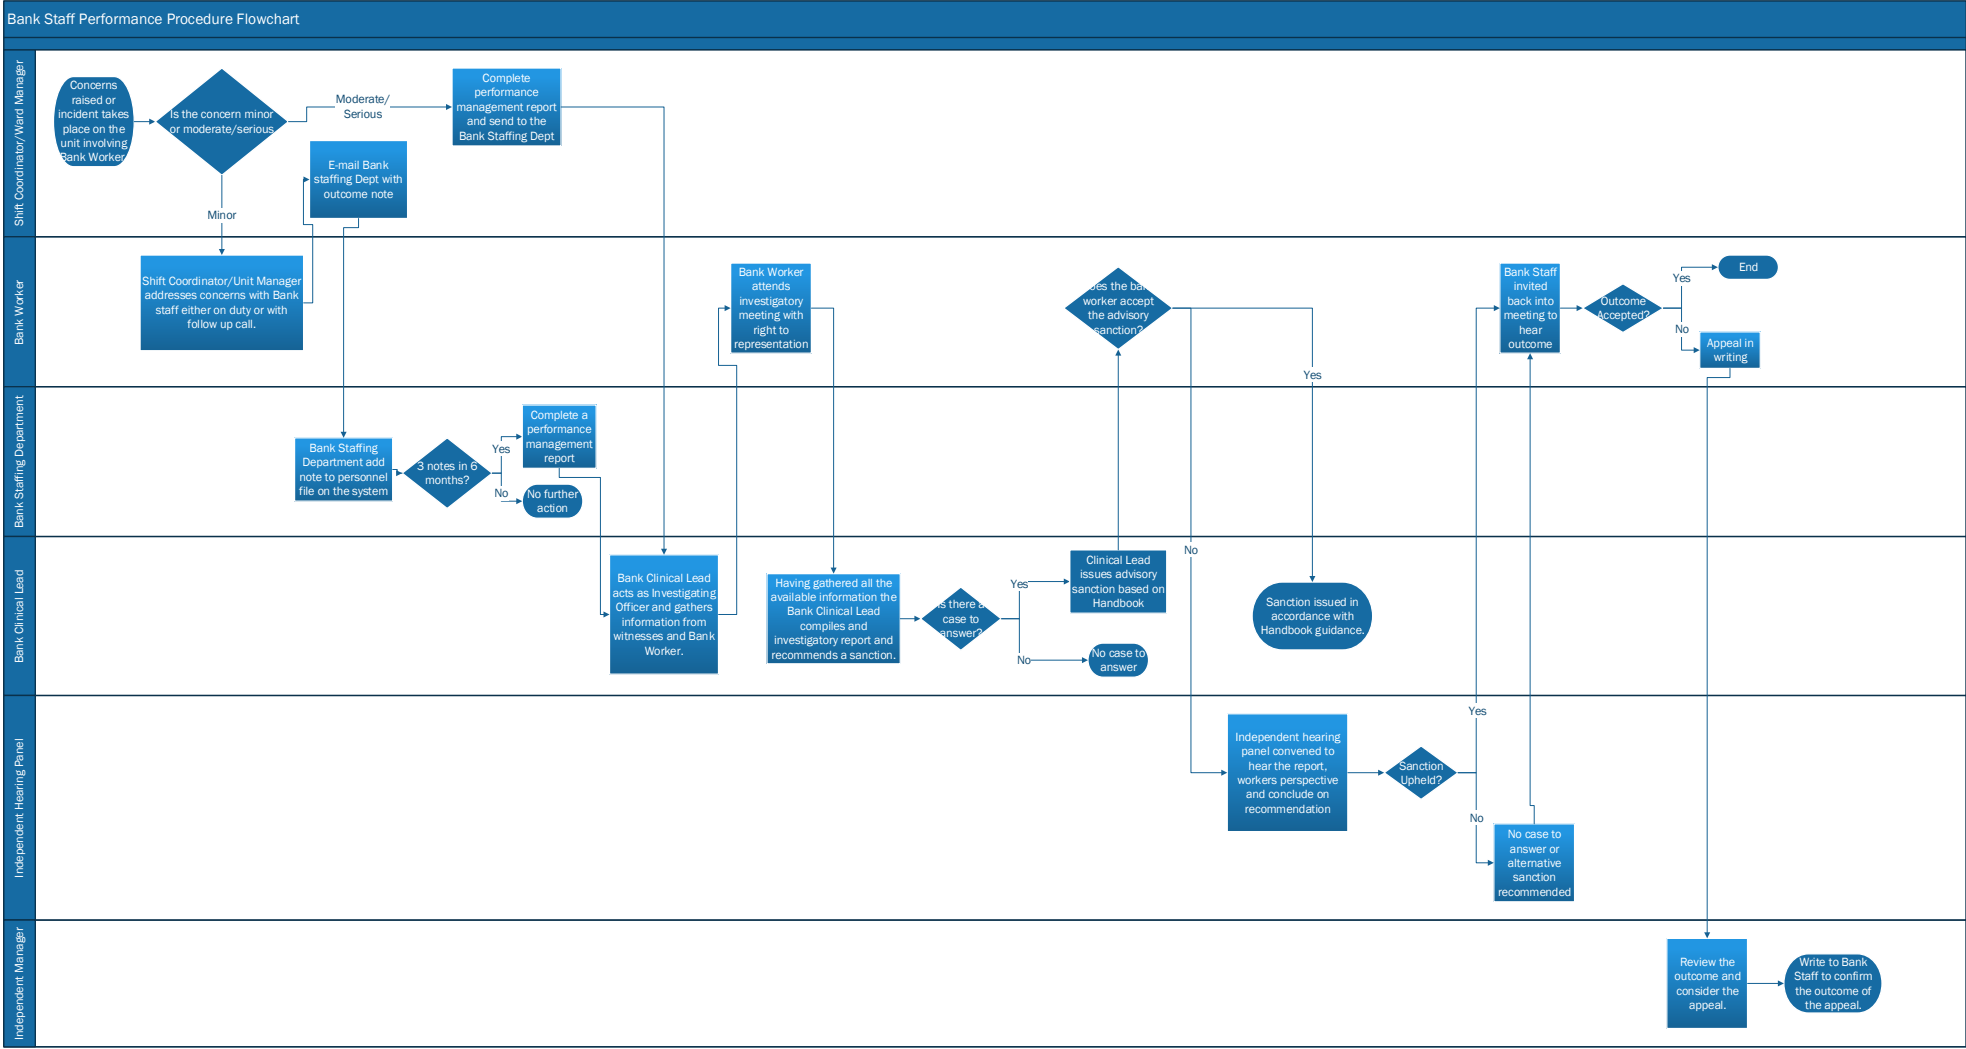 Bank Staff Performance Procedure Flowchart
Shift Coordinator/Ward Manager
Concerns
raised or
incident takes
place on the
unit involving
Bank Worker
Is the concern minor
or moderate/serious
Moderate/
Serious
Complete
performance
management report
and send to the
Bank Staffing Dept
E-mail Bank
staffing Dept with
outcome note
Minor
Bank Worker
Shift Coordinator/Unit Manager
addresses concerns with Bank
staff either on duty or with
follow up call.
Bank Worker
attends
investigatory
meeting with
right to
representation
Does the bank
worker accept
the advisory
sanction?
Yes
Bank Staff
invited
back into
meeting to
hear
outcome
Outcome
Accepted?
Yes
End
No
Appeal in
writing
Bank Staffing Department
Bank Staffing
Department add
note to personnel
file on the system
3 notes in 6
months?
Yes
Complete a
performance
management
report
No
No further
action
Bank Clinical Lead
Bank Clinical Lead
acts as Investigating
Officer and gathers
information from
witnesses and Bank
Worker.
Having gathered all the
available information the
Bank Clinical Lead
compiles and
investigatory report and
recommends a sanction.
Is there a
case to
answer?
Yes
Clinical Lead
issues advisory
sanction based on
Handbook
No
No case to
answer
No
Sanction issued in
accordance with
Handbook guidance.
Independent Hearing Panel
Independent hearing
panel convened to
hear the report,
workers perspective
and conclude on
recommendation
Sanction
Upheld?
Yes
No
No case to
answer or
alternative
sanction
recommended
Independent Manager
Review the
outcome and
consider the
appeal.
Write to Bank
Staff to confirm
the outcome of
the appeal.